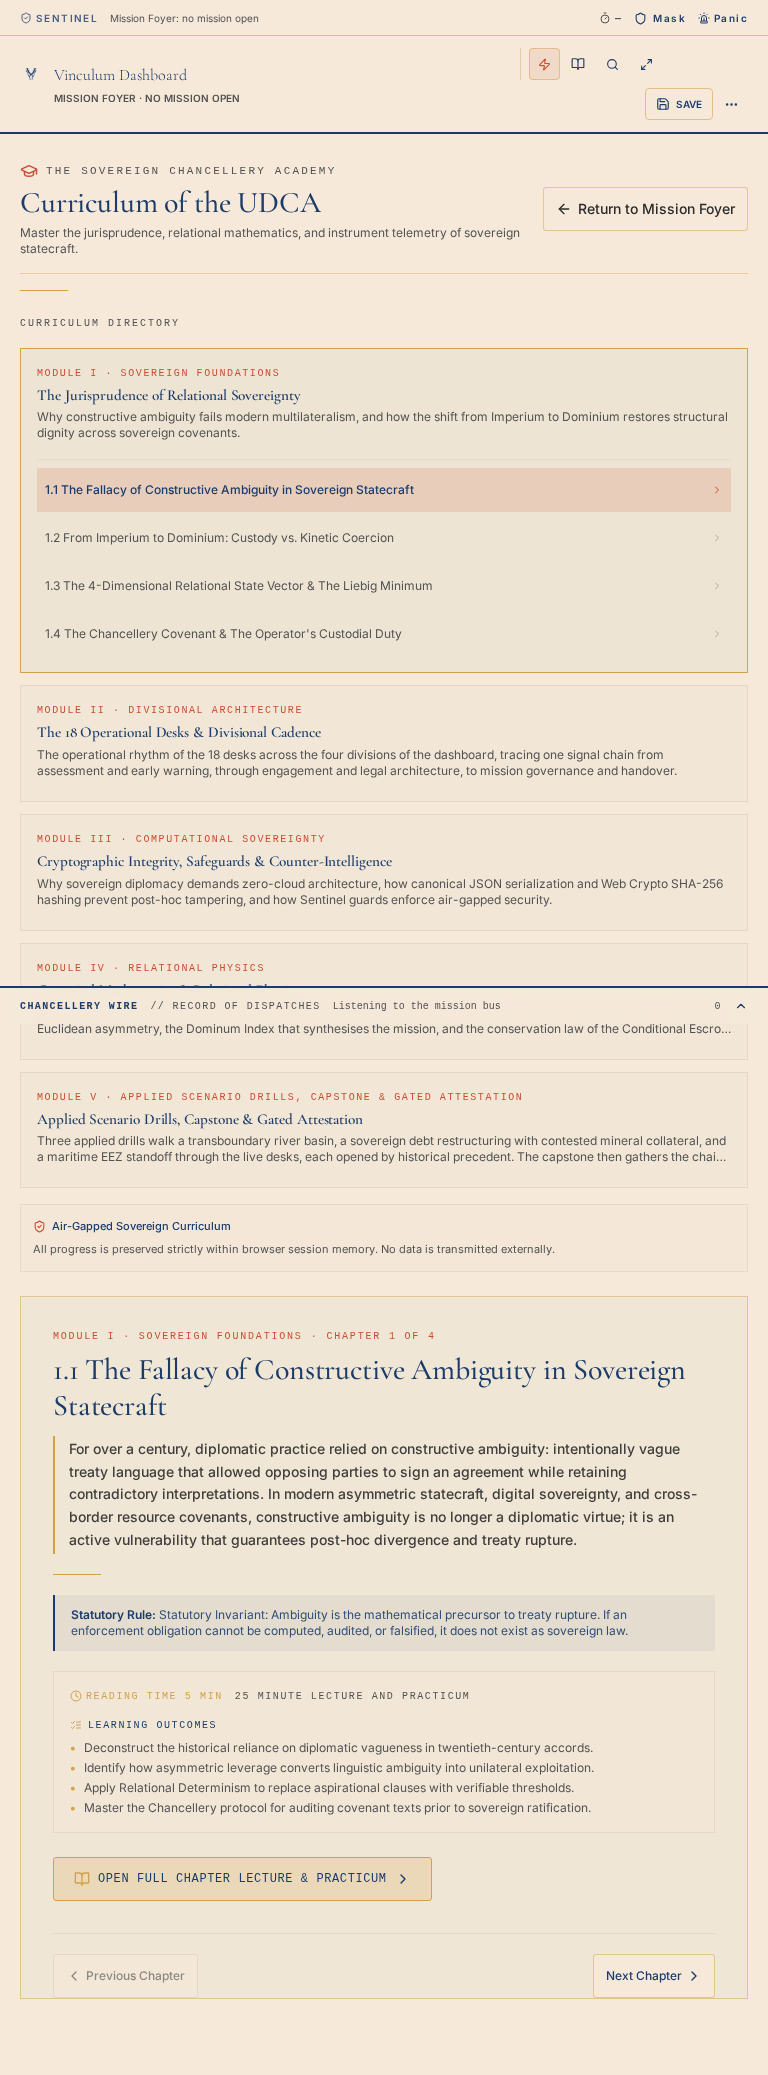 SENTINEL Mission Foyer: no mission open – Mask Panic
Vinculum Dashboard
MISSION FOYER · NO MISSION OPEN
SAVE
THE SOVEREIGN CHANCELLERY ACADEMY
Curriculum of the UDCA
Return to Mission Foyer
Master the jurisprudence, relational mathematics, and instrument telemetry of sovereign
statecraft.
CURRICULUM DIRECTORY
MODULE I · SOVEREIGN FOUNDATIONS
The Jurisprudence of Relational Sovereignty
Why constructive ambiguity fails modern multilateralism, and how the shift from Imperium to Dominium restores structural
dignity across sovereign covenants.
1.1 The Fallacy of Constructive Ambiguity in Sovereign Statecraft
1.2 From Imperium to Dominium: Custody vs. Kinetic Coercion
1.3 The 4-Dimensional Relational State Vector & The Liebig Minimum
1.4 The Chancellery Covenant & The Operator's Custodial Duty
MODULE II · DIVISIONAL ARCHITECTURE
The 18 Operational Desks & Divisional Cadence
The operational rhythm of the 18 desks across the four divisions of the dashboard, tracing one signal chain from
assessment and early warning, through engagement and legal architecture, to mission governance and handover.
MODULE III · COMPUTATIONAL SOVEREIGNTY
Cryptographic Integrity, Safeguards & Counter-Intelligence
Why sovereign diplomacy demands zero-cloud architecture, how canonical JSON serialization and Web Crypto SHA-256
hashing prevent post-hoc tampering, and how Sentinel guards enforce air-gapped security.
MODULE IV · RELATIONAL PHYSICS
CHANCELLERY WIRE // RECORD OF DISPATCHES Listening to the mission bus 0
Euclidean asymmetry, the Dominum Index that synthesises the mission, and the conservation law of the Conditional Escro...
MODULE V · APPLIED SCENARIO DRILLS, CAPSTONE & GATED ATTESTATION
Applied Scenario Drills, Capstone & Gated Attestation
Three applied drills walk a transboundary river basin, a sovereign debt restructuring with contested mineral collateral, and
a maritime EEZ standoff through the live desks, each opened by historical precedent. The capstone then gathers the chai...
Air-Gapped Sovereign Curriculum
All progress is preserved strictly within browser session memory. No data is transmitted externally.
MODULE I · SOVEREIGN FOUNDATIONS · CHAPTER 1 OF 4
1.1 The Fallacy of Constructive Ambiguity in Sovereign
Statecraft
For over a century, diplomatic practice relied on constructive ambiguity: intentionally vague
treaty language that allowed opposing parties to sign an agreement while retaining
contradictory interpretations. In modern asymmetric statecraft, digital sovereignty, and cross-
border resource covenants, constructive ambiguity is no longer a diplomatic virtue; it is an
active vulnerability that guarantees post-hoc divergence and treaty rupture.
Statutory Rule: Statutory Invariant: Ambiguity is the mathematical precursor to treaty rupture. If an
enforcement obligation cannot be computed, audited, or falsified, it does not exist as sovereign law.
READING TIME 5 MIN 25 MINUTE LECTURE AND PRACTICUM
LEARNING OUTCOMES
• Deconstruct the historical reliance on diplomatic vagueness in twentieth-century accords.
• Identify how asymmetric leverage converts linguistic ambiguity into unilateral exploitation.
• Apply Relational Determinism to replace aspirational clauses with verifiable thresholds.
• Master the Chancellery protocol for auditing covenant texts prior to sovereign ratification.
OPEN FULL CHAPTER LECTURE & PRACTICUM
Previous Chapter Next Chapter